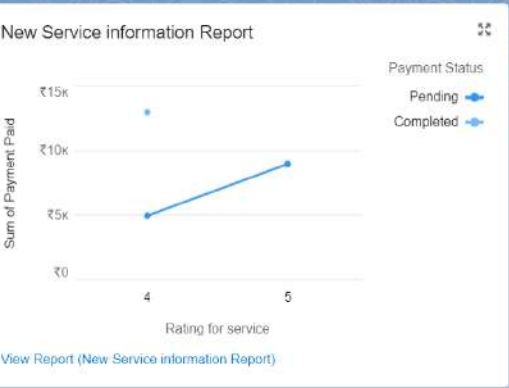 New Service information Report
Payment Status
Pending
Completed
Sum of Payment Paid
₹15K
₹10K
₹5K
₹0
4
5
Rating for service
View Report (New Service information Report)